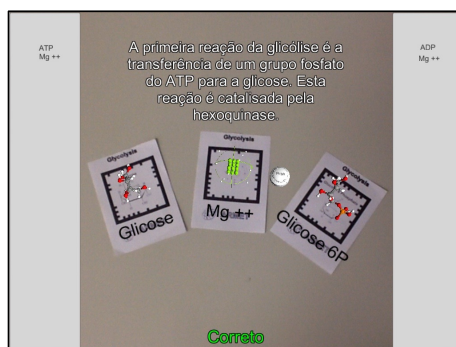 ATP
Mg ++
A primeira reação da glicólise é a
transferência de um grupo fosfato
do ATP para a glicose. Esta
reação é catalisada pela
hexoquinase.
ADP
Mg ++
Glycolysis
Glycolysis
Glycolysis
Glicose
Mg ++
Glicose 6P
Correto